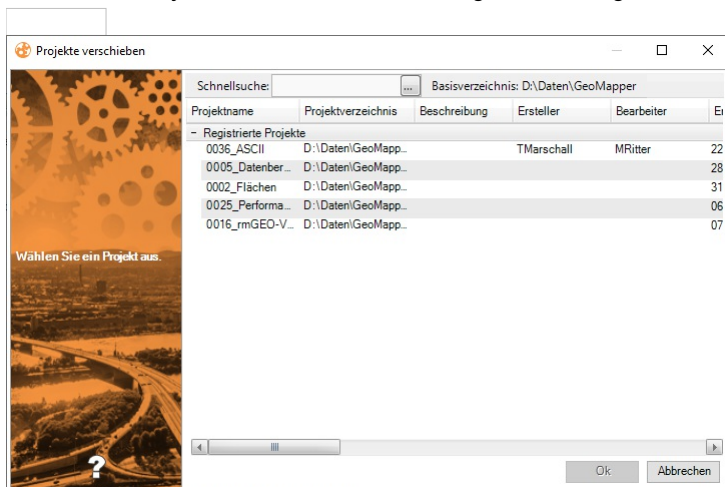 Projekte verschieben
Schnellsuche: ... Basisverzeichnis: D:\Daten\GeoMapper
Projektname Projektverzeichnis Beschreibung Ersteller Bearbeiter
- Registrierte Projekte
0036_ASCII D:\Daten\GeoMapp... TMarschall MRitter 22
0005_Datenber... D:\Daten\GeoMapp... 28
0002_Flächen D:\Daten\GeoMapp... 31
0025_Performa... D:\Daten\GeoMapp... 06
0016_rmGEO-V... D:\Daten\GeoMapp... 07
Wählen Sie ein Projekt aus.
?
Ok Abbrechen